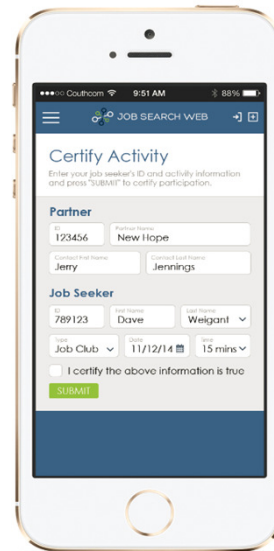 Couthcom 9:51 AM 88%
JOB SEARCH WEB
Certify Activity
Enter your job seeker's ID and activity information
and press "SUBMIT" to certify participation.
Partner
ID Partner Name
123456 New Hope
Contact First Name Contact Last Name
Jerry Jennings
Job Seeker
ID First Name Last Name
789123 Dave Weigant
Type Date
Job Club 11/12/14 15 mins
I certify the above information is true
SUBMIT